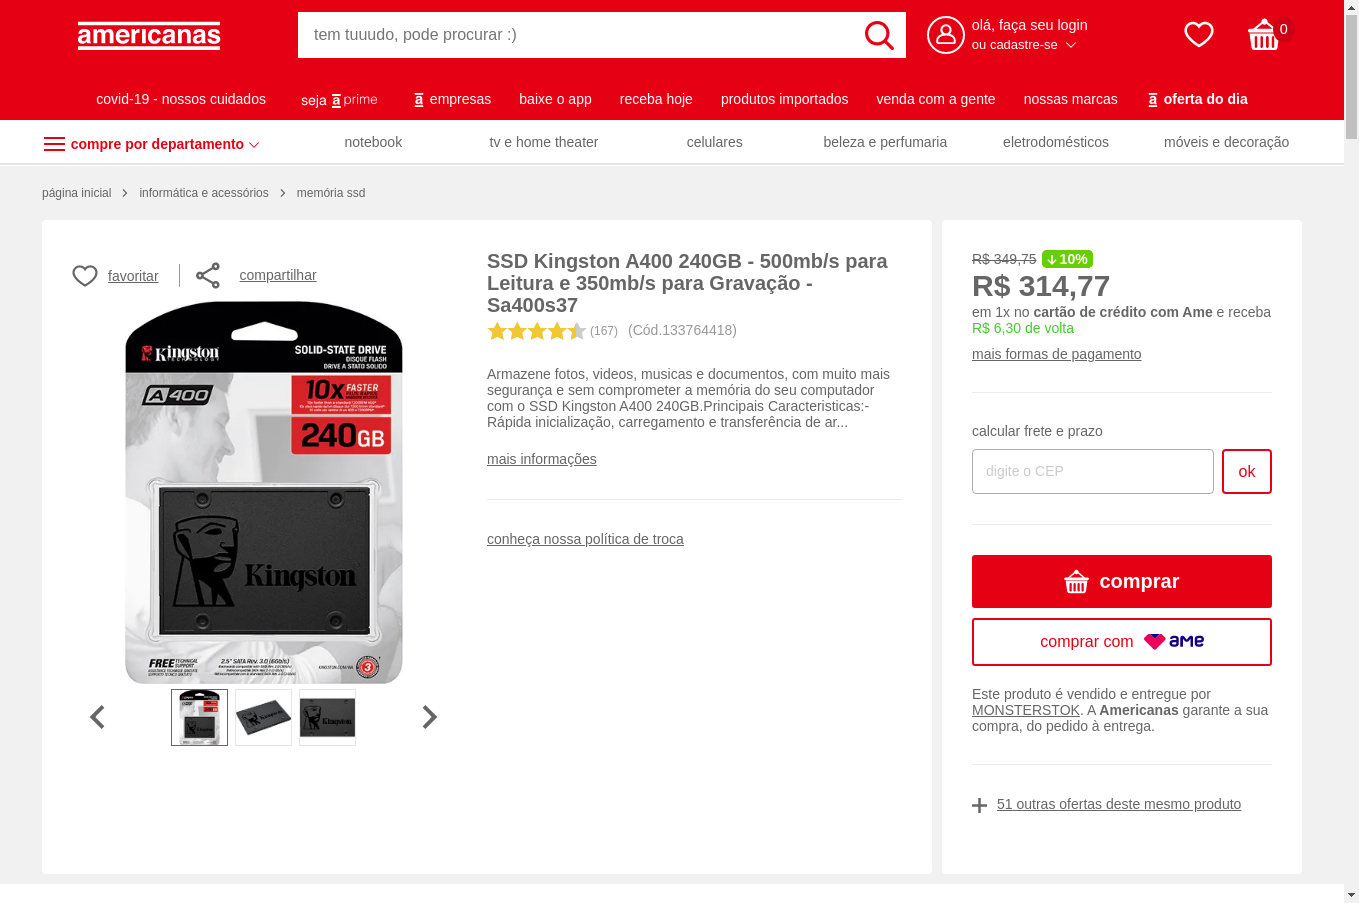 americanas
tem tuuudo, pode procurar :)
olá, faça seu login
ou cadastre-se
0
covid-19 - nossos cuidados
seja a prime
a empresas
baixe o app
receba hoje
produtos importados
venda com a gente
nossas marcas
a oferta do dia
compre por departamento
notebook
tv e home theater
celulares
beleza e perfumaria
eletrodomésticos
móveis e decoração
página inicial
informática e acessórios
memória ssd
favoritar
compartilhar
Kingston
TECHNOLOGY
SOLID-STATE DRIVE
DISQUE FLASH
DRIVE A STATO SOLIDO
A400
10x FASTER
240GB
Kingston
FREE TECHNICAL
SUPPORT
2.5" SATA Rev. 3.0 (6Gb/s)
3
SSD Kingston A400 240GB - 500mb/s para
Leitura e 350mb/s para Gravação -
Sa400s37
(167)
(Cód.133764418)
Armazene fotos, videos, musicas e documentos, com muito mais
segurança e sem comprometer a memória do seu computador
com o SSD Kingston A400 240GB.Principais Caracteristicas:-
Rápida inicialização, carregamento e transferência de ar...
mais informações
conheça nossa política de troca
R$ 349,75
10%
R$ 314,77
em 1x no cartão de crédito com Ame e receba
R$ 6,30 de volta
mais formas de pagamento
calcular frete e prazo
digite o CEP
ok
comprar
comprar com ame
Este produto é vendido e entregue por
MONSTERSTOK. A Americanas garante a sua
compra, do pedido à entrega.
51 outras ofertas deste mesmo produto